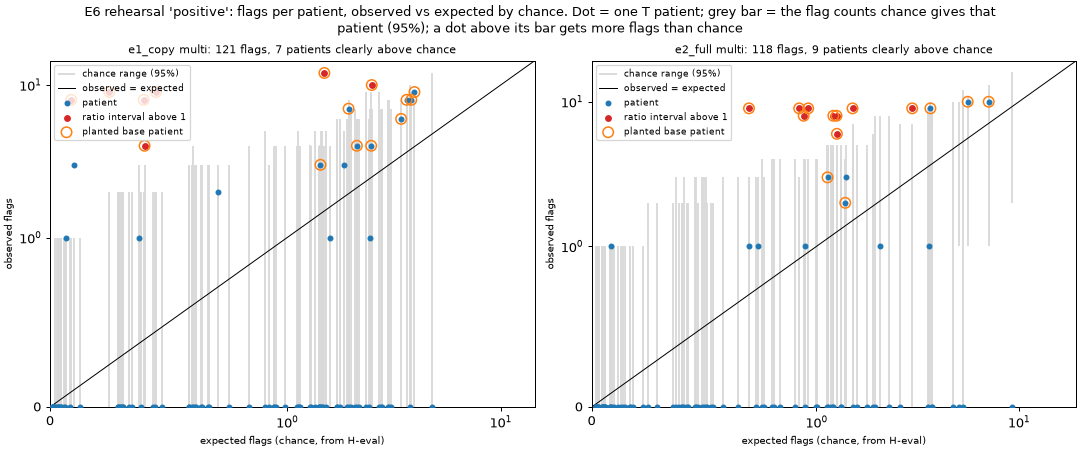 E6 rehearsal 'positive': flags per patient, observed vs expected by chance. Dot = one T patient; grey bar = the flag counts chance gives that
patient (95%); a dot above its bar gets more flags than chance
e1_copy multi: 121 flags, 7 patients clearly above chance
chance range (95%)
observed = expected
patient
ratio interval above 1
planted base patient
10¹
10⁰
0
observed flags
0
10⁰
10¹
expected flags (chance, from H-eval)
e2_full multi: 118 flags, 9 patients clearly above chance
chance range (95%)
observed = expected
patient
ratio interval above 1
planted base patient
10¹
10⁰
0
observed flags
0
10⁰
10¹
expected flags (chance, from H-eval)